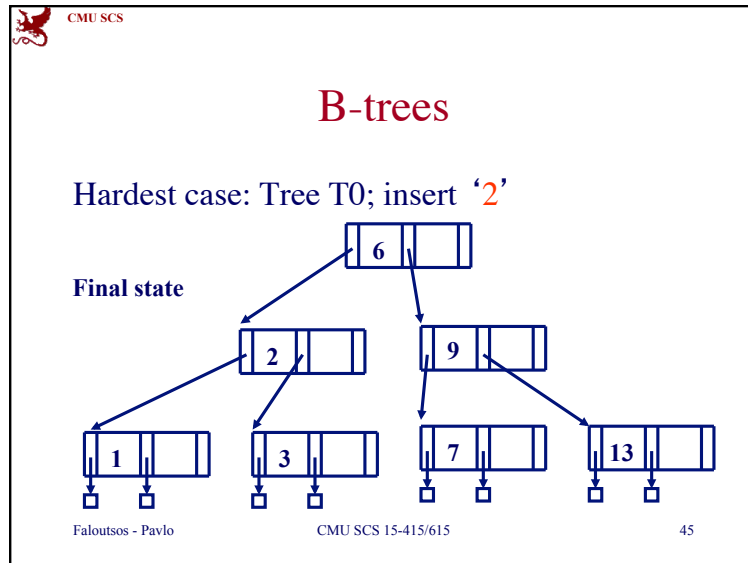 CMU SCS
B-trees
Hardest case: Tree T0; insert ‘2’
6
Final state
2
9
1
3
7
13
Faloutsos - Pavlo
CMU SCS 15-415/615
45